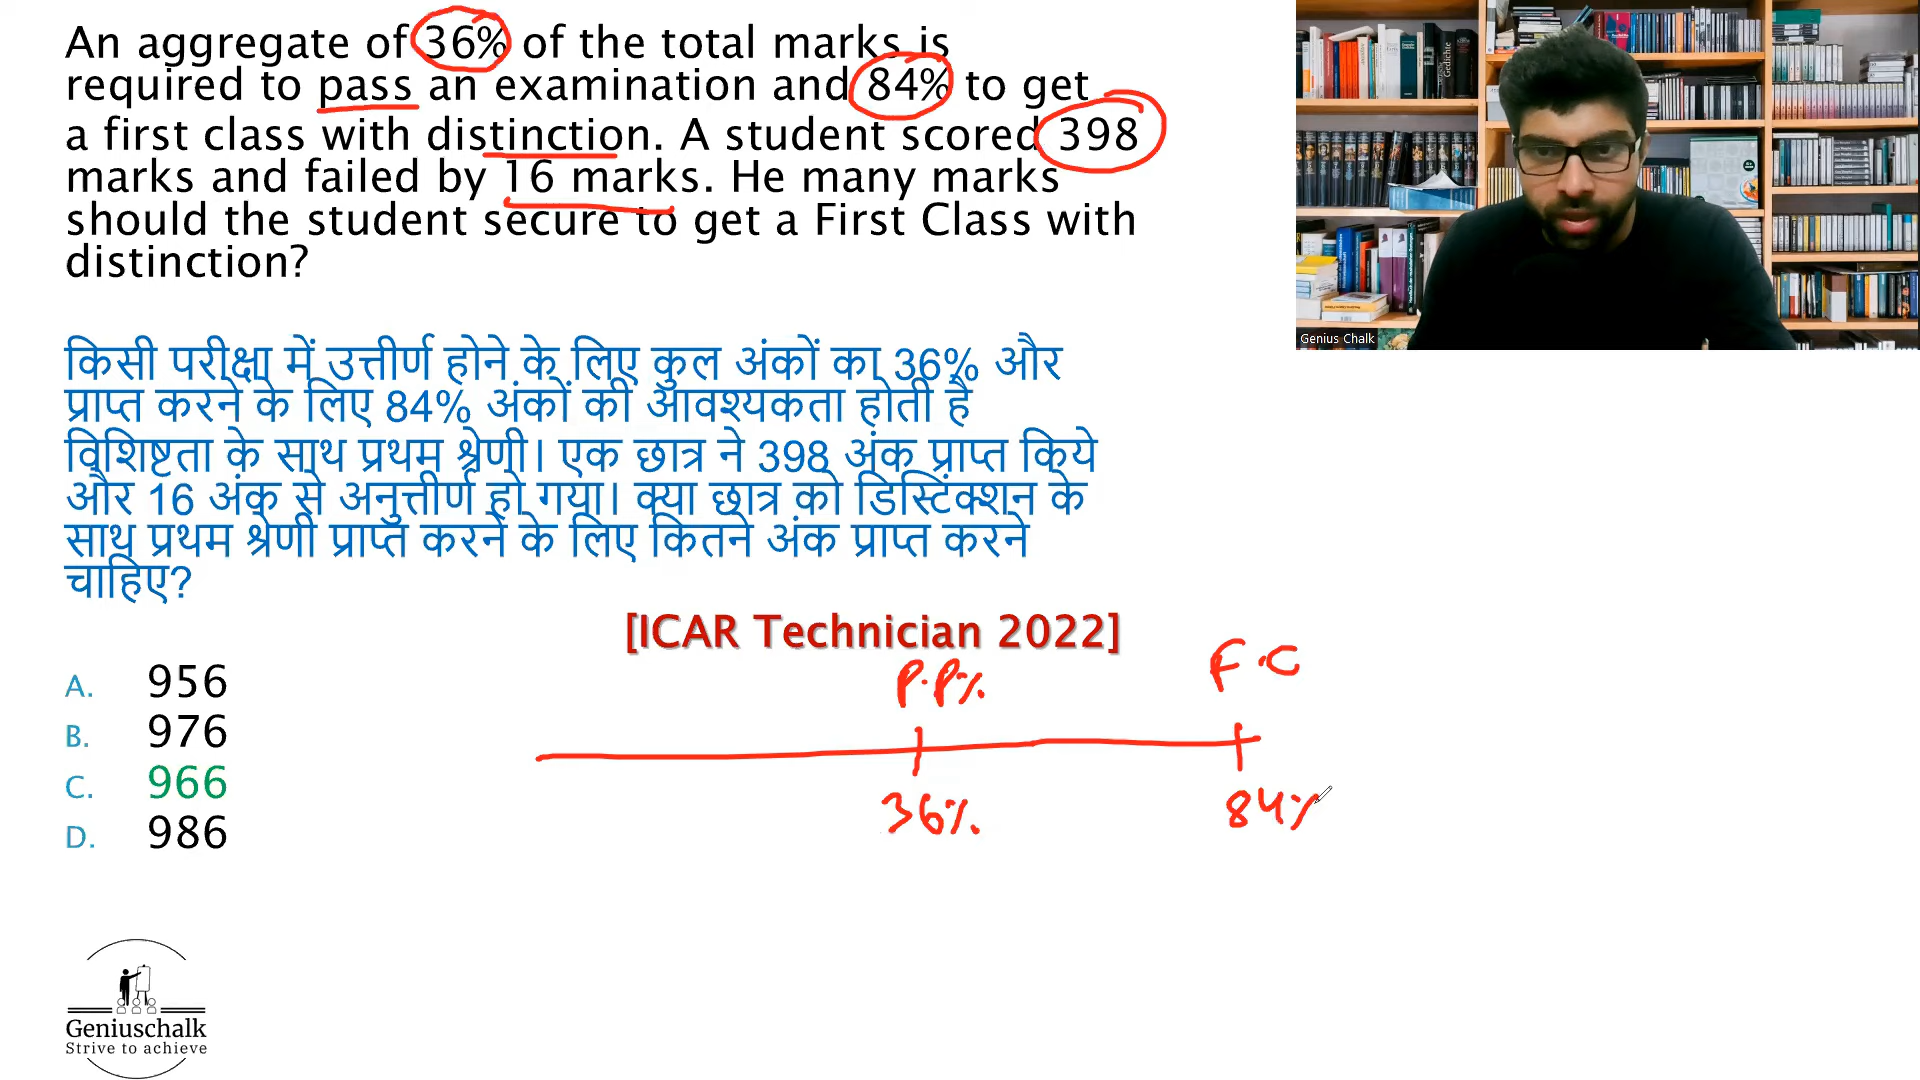 An aggregate of 36% of the total marks is
required to pass an examination and 84% to get
a first class with distinction. A student scored 398
marks and failed by 16 marks. He many marks
should the student secure to get a First Class with
distinction?
किसी परीक्षा में उत्तीर्ण होने के लिए कुल अंकों का 36% और
प्राप्त करने के लिए 84% अंकों की आवश्यकता होती है
विशिष्टता के साथ प्रथम श्रेणी। एक छात्र ने 398 अंक प्राप्त किये
और 16 अंक से अनुत्तीर्ण हो गया। क्या छात्र को डिस्टिंक्शन के
साथ प्रथम श्रेणी प्राप्त करने के लिए कितने अंक प्राप्त करने
चाहिए?
[ICAR Technician 2022]
A. 956
B. 976
C. 966
D. 986
P.P% F.C
36% 84%
Genius Chalk
Geniuschalk
Strive to achieve